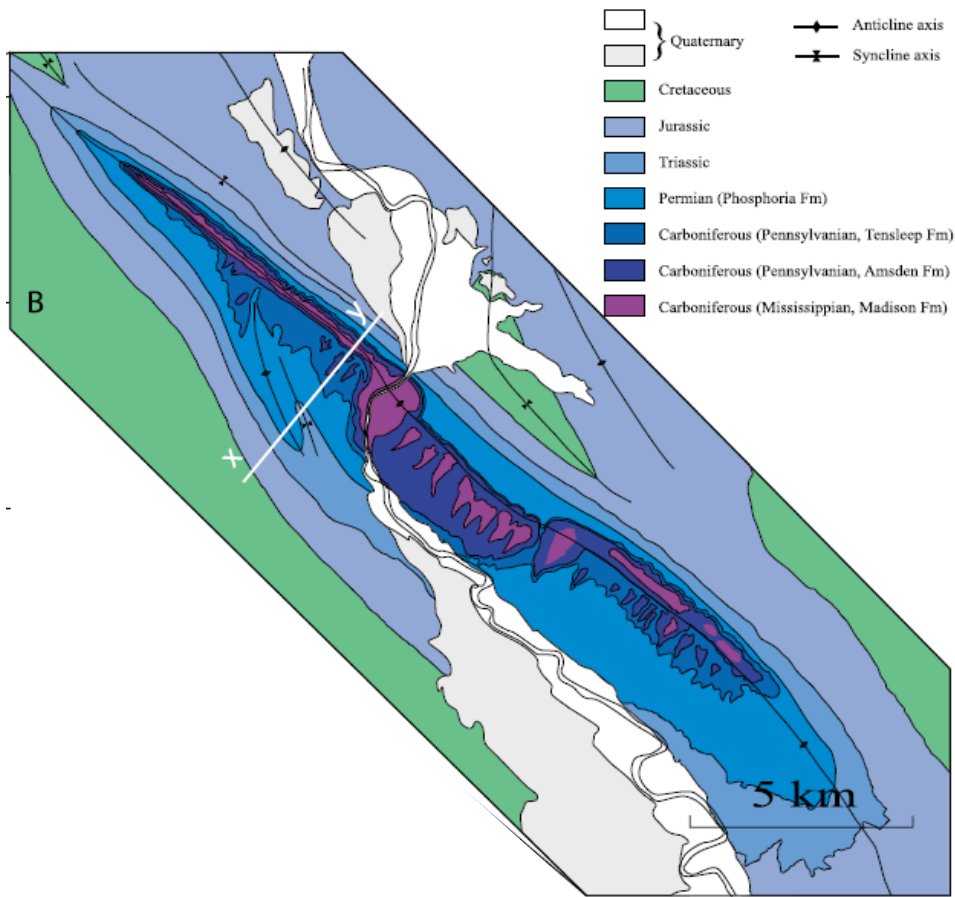 Quaternary
Cretaceous
Jurassic
Triassic
Permian (Phosphoria Fm)
Carboniferous (Pennsylvanian, Tensleep Fm)
Carboniferous (Pennsylvanian, Amsden Fm)
Carboniferous (Mississippian, Madison Fm)
Anticline axis
Syncline axis
B
y
x
5 km